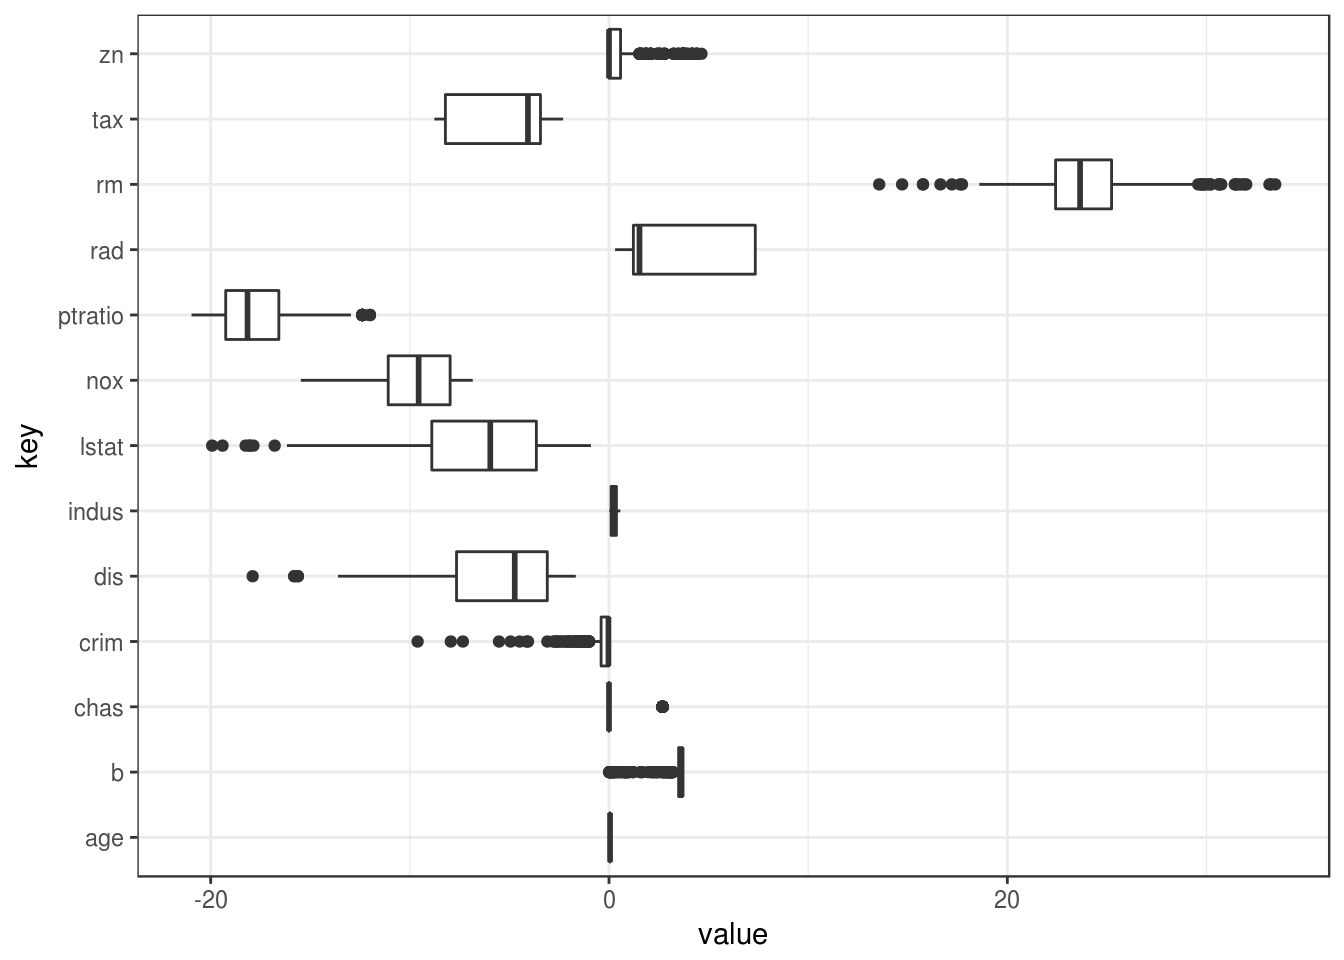 zn
tax
rm
rad
ptratio
nox
lstat
indus
dis
crim
chas
b
age
key
-20 0 20
value